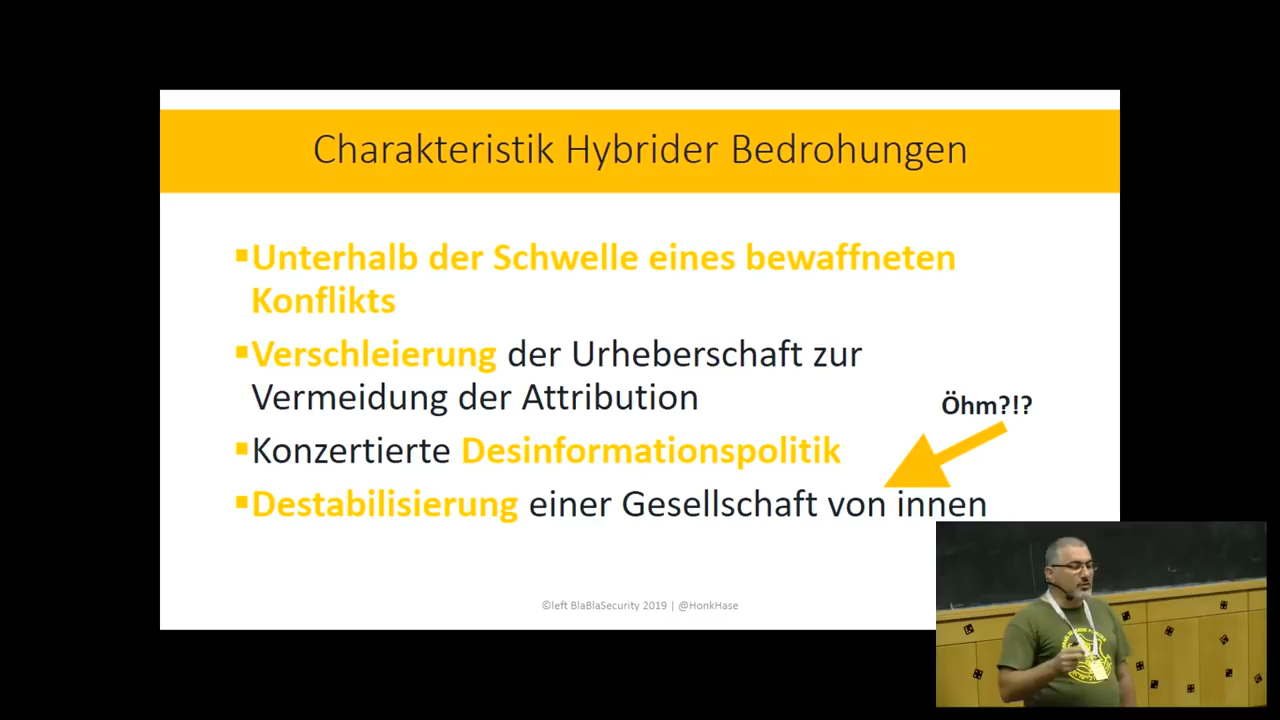 Charakteristik Hybrider Bedrohungen
Unterhalb der Schwelle eines bewaffneten
Konflikts
Verschleierung der Urheberschaft zur
Vermeidung der Attribution
Öhm?!?
Konzertierte Desinformationspolitik
Destabilisierung einer Gesellschaft von innen
©left BlaBlaSecurity 2019 | @HonkHase